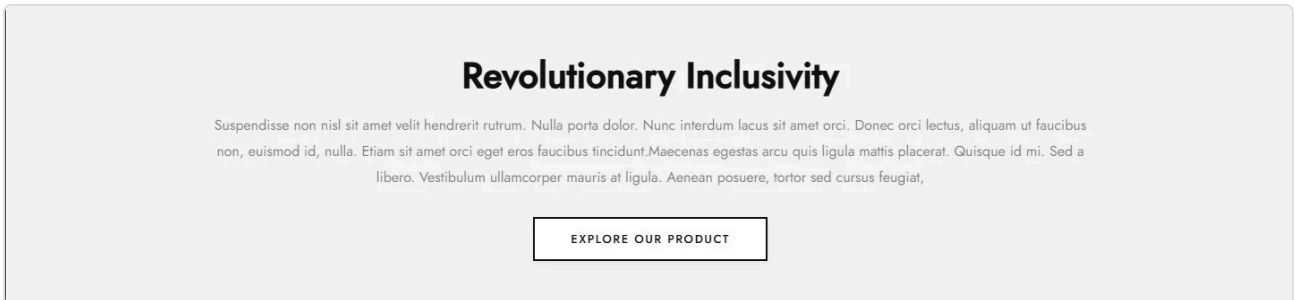 Revolutionary Inclusivity
Suspendisse non nisl sit amet velit hendrerit rutrum. Nulla porta dolor. Nunc interdum lacus sit amet orci. Donec orci lectus, aliquam ut faucibus
non, euismod id, nulla. Etiam sit amet orci eget eros faucibus tincidunt.Maecenas egestas arcu quis ligula mattis placerat. Quisque id mi. Sed a
libero. Vestibulum ullamcorper mauris at ligula. Aenean posuere, tortor sed cursus feugiat,
EXPLORE OUR PRODUCT